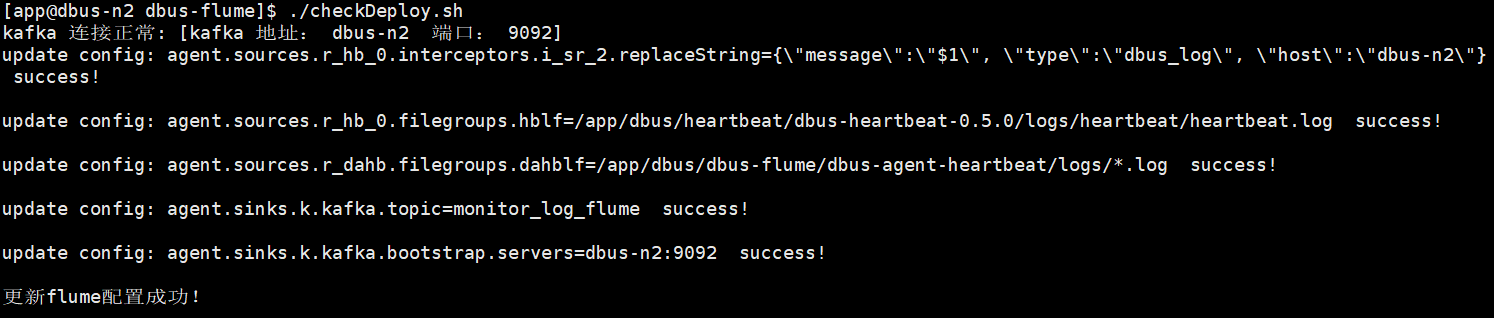 [app@dbus-n2 dbus-flume]$ ./checkDeploy.sh
kafka 连接正常: [kafka 地址： dbus-n2  端口： 9092]
update config: agent.sources.r_hb_0.interceptors.i_sr_2.replaceString={\"message\":\"$1\", \"type\":\"dbus_log\", \"host\":\"dbus-n2\"}
 success!
update config: agent.sources.r_hb_0.filegroups.hblf=/app/dbus/heartbeat/dbus-heartbeat-0.5.0/logs/heartbeat/heartbeat.log  success!
update config: agent.sources.r_dahb.filegroups.dahblf=/app/dbus/dbus-flume/dbus-agent-heartbeat/logs/*.log  success!
update config: agent.sinks.k.kafka.topic=monitor_log_flume  success!
update config: agent.sinks.k.kafka.bootstrap.servers=dbus-n2:9092  success!
更新flume配置成功！